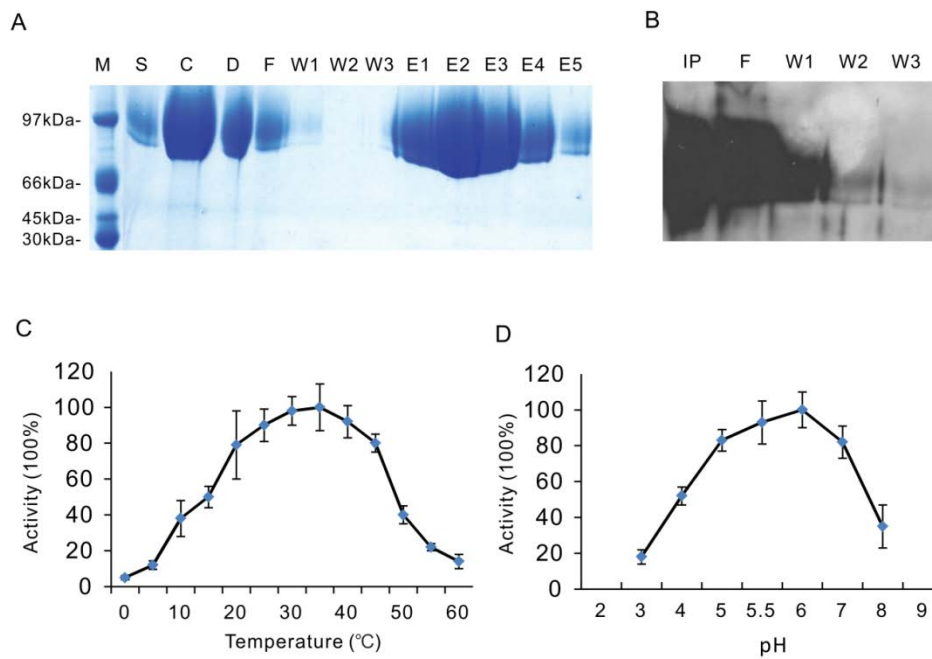 A
M S C D F W1 W2 W3 E1 E2 E3 E4 E5
97kDa-
66kDa-
45kDa-
30kDa-
B
IP F W1 W2 W3
C
Activity (100%)
120
100
80
60
40
20
0
0 10 20 30 40 50 60
Temperature (℃)
D
Activity (100%)
120
100
80
60
40
20
0
2 3 4 5 5.5 6 7 8 9
pH